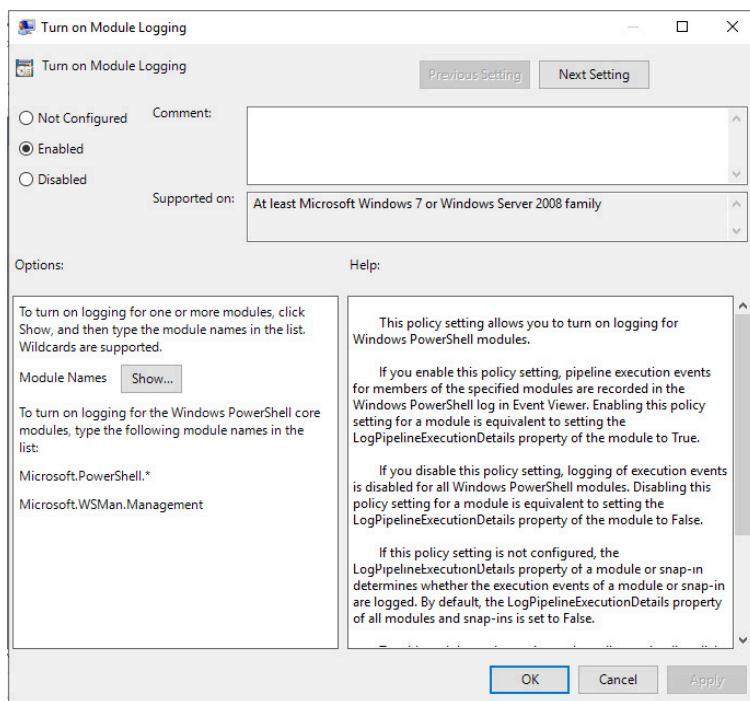 Turn on Module Logging
Turn on Module Logging
Previous Setting
Next Setting
Not Configured
Enabled
Disabled
Comment:
Supported on:
At least Microsoft Windows 7 or Windows Server 2008 family
Options:
Help:
To turn on logging for one or more modules, click
Show, and then type the module names in the list.
Wildcards are supported.
Module Names
Show...
To turn on logging for the Windows PowerShell core
modules, type the following module names in the
list:
Microsoft.PowerShell.*
Microsoft.WSMan.Management
This policy setting allows you to turn on logging for
Windows PowerShell modules.
If you enable this policy setting, pipeline execution events
for members of the specified modules are recorded in the
Windows PowerShell log in Event Viewer. Enabling this policy
setting for a module is equivalent to setting the
LogPipelineExecutionDetails property of the module to True.
If you disable this policy setting, logging of execution events
is disabled for all Windows PowerShell modules. Disabling this
policy setting for a module is equivalent to setting the
LogPipelineExecutionDetails property of the module to False.
If this policy setting is not configured, the
LogPipelineExecutionDetails property of a module or snap-in
determines whether the execution events of a module or snap-in
are logged. By default, the LogPipelineExecutionDetails property
of all modules and snap-ins is set to False.
OK
Cancel
Apply